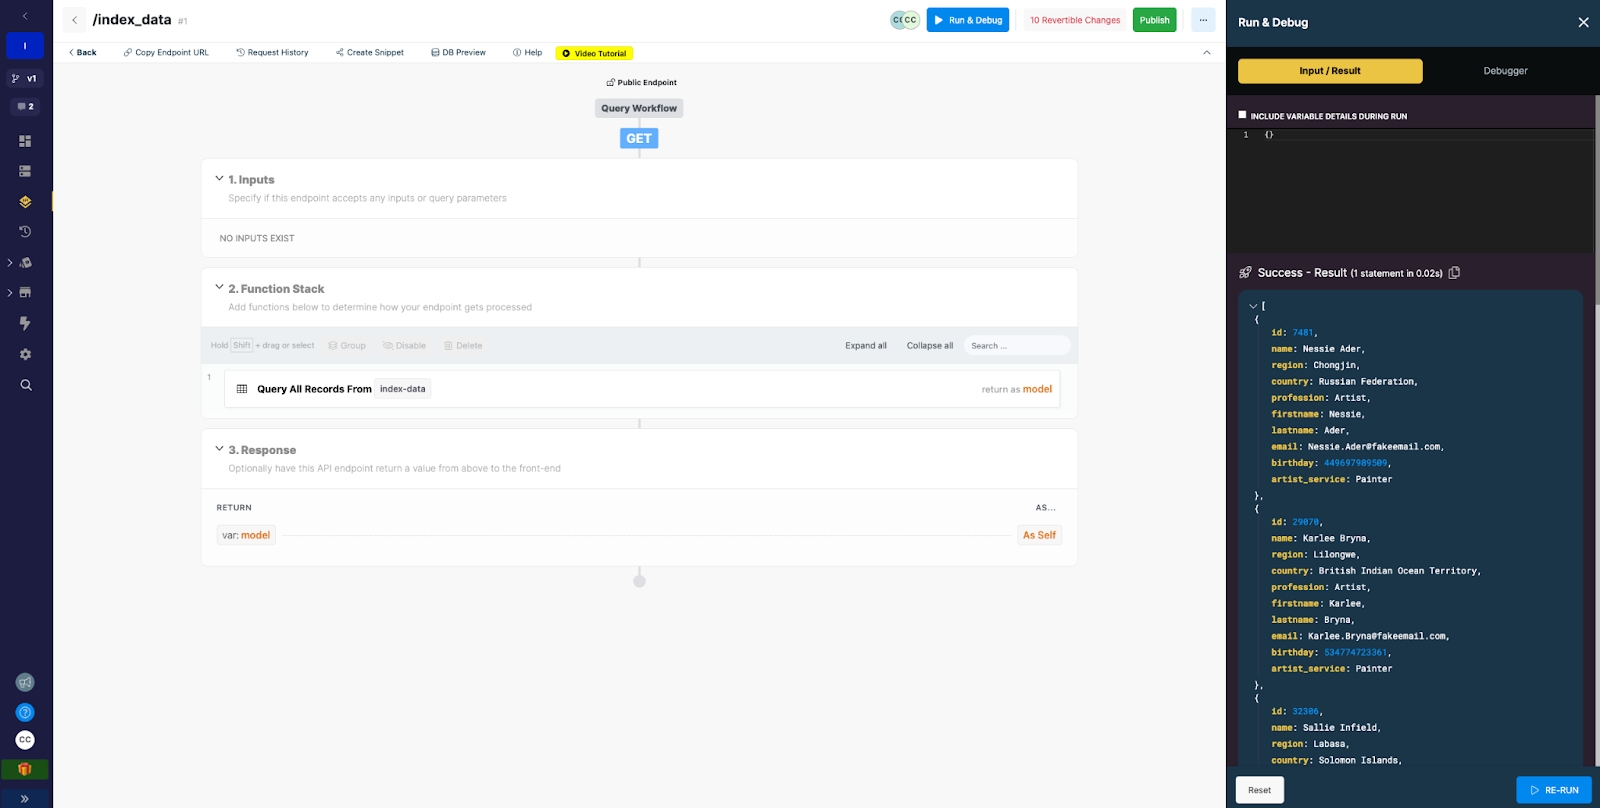 /index_data #1
CC CC
Run & Debug
10 Revertible Changes
Publish
...
Back
Copy Endpoint URL
Request History
Create Snippet
DB Preview
Help
Video Tutorial
I
v1
2
CC
Public Endpoint
Query Workflow
GET
1. Inputs
Specify if this endpoint accepts any inputs or query parameters
NO INPUTS EXIST
2. Function Stack
Add functions below to determine how your endpoint gets processed
Hold Shift + drag or select
Group
Disable
Delete
Expand all
Collapse all
Search ...
1
Query All Records From index-data
return as model
3. Response
Optionally have this API endpoint return a value from above to the front-end
RETURN
AS...
var: model
As Self
Run & Debug
Input / Result
Debugger
INCLUDE VARIABLE DETAILS DURING RUN
1 {}
Success - Result (1 statement in 0.02s)
[
{
id: 7481,
name: Nessie Ader,
region: Chongjin,
country: Russian Federation,
profession: Artist,
firstname: Nessie,
lastname: Ader,
email: Nessie.Ader@fakeemail.com,
birthday: 449697989509,
artist_service: Painter
},
{
id: 29070,
name: Karlee Bryna,
region: Lilongwe,
country: British Indian Ocean Territory,
profession: Artist,
firstname: Karlee,
lastname: Bryna,
email: Karlee.Bryna@fakeemail.com,
birthday: 534774723361,
artist_service: Painter
},
{
id: 32306,
name: Sallie Infield,
region: Labasa,
country: Solomon Islands,
Reset
RE-RUN